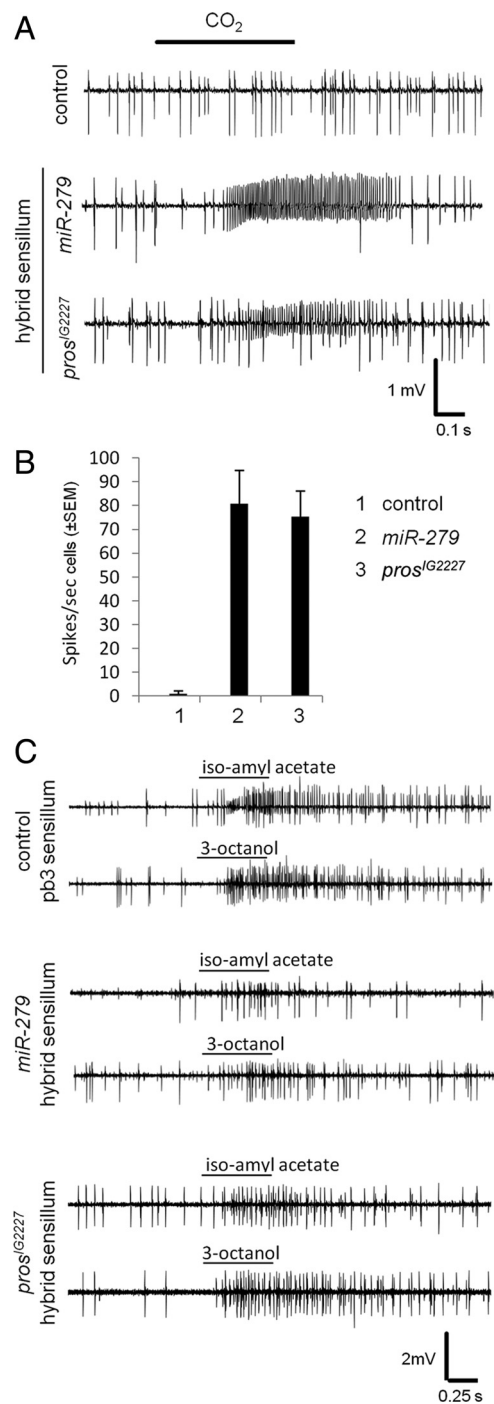 A
CO2
control
hybrid sensillum
miR-279
pros^IG2227
1 mV
0.1 s
B
Spikes/sec cells (±SEM)
100
90
80
70
60
50
40
30
20
10
0
1
2
3
1 control
2 miR-279
3 pros^IG2227
C
control
pb3 sensillum
iso-amyl acetate
3-octanol
miR-279
hybrid sensillum
iso-amyl acetate
3-octanol
pros^IG2227
hybrid sensillum
iso-amyl acetate
3-octanol
2mV
0.25 s